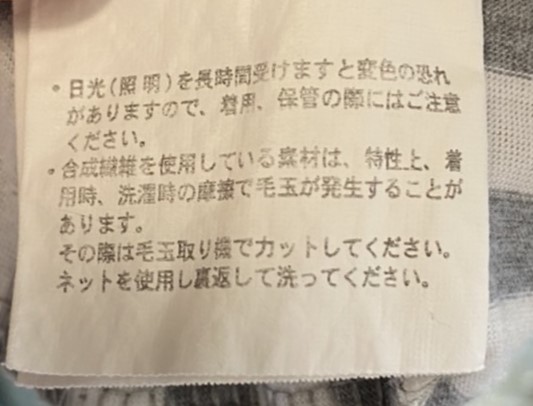 ・日光(照明)を長時間受けますと変色の恐れ
がありますので、着用、保管の際にはご注意
ください。
・合成繊維を使用している素材は、特性上、着
用時、洗濯時の摩擦で毛玉が発生することが
あります。
その際は毛玉取り機でカットしてください。
ネットを使用し裏返して洗ってください。